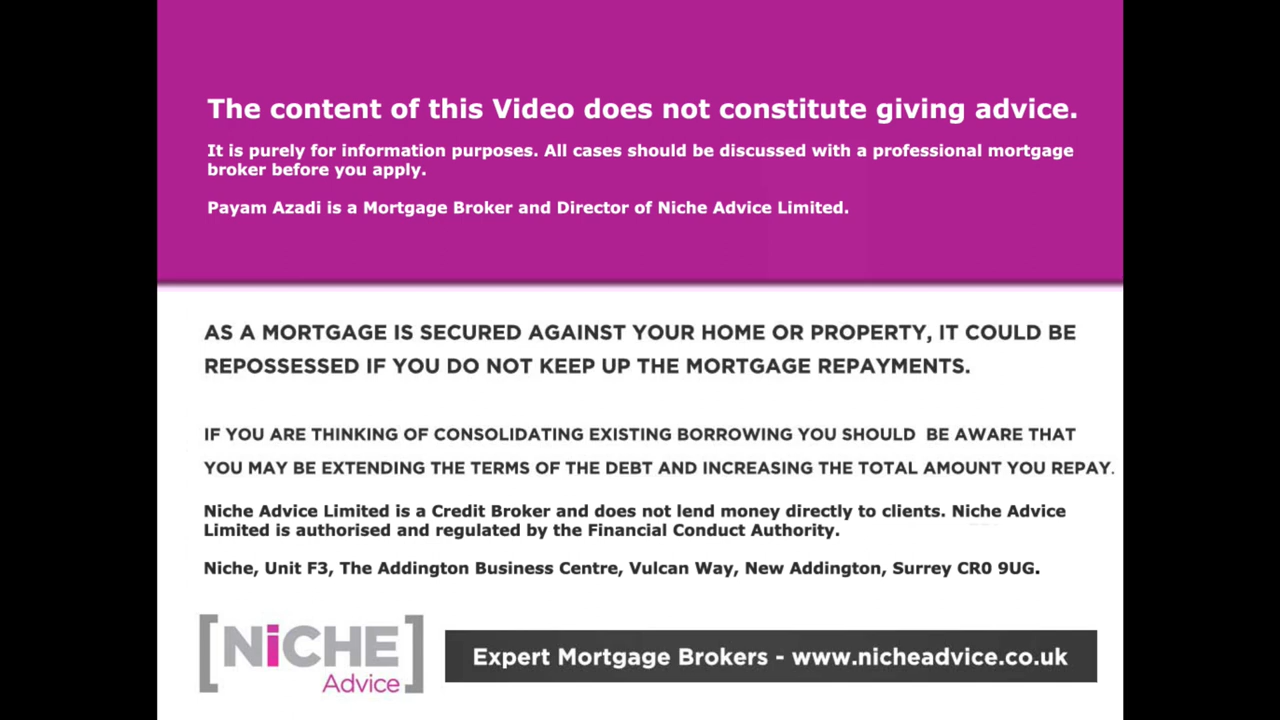 The content of this Video does not constitute giving advice.
It is purely for information purposes. All cases should be discussed with a professional mortgage
broker before you apply.
Payam Azadi is a Mortgage Broker and Director of Niche Advice Limited.
AS A MORTGAGE IS SECURED AGAINST YOUR HOME OR PROPERTY, IT COULD BE
REPOSSESSED IF YOU DO NOT KEEP UP THE MORTGAGE REPAYMENTS.
IF YOU ARE THINKING OF CONSOLIDATING EXISTING BORROWING YOU SHOULD BE AWARE THAT
YOU MAY BE EXTENDING THE TERMS OF THE DEBT AND INCREASING THE TOTAL AMOUNT YOU REPAY.
Niche Advice Limited is a Credit Broker and does not lend money directly to clients. Niche Advice
Limited is authorised and regulated by the Financial Conduct Authority.
Niche, Unit F3, The Addington Business Centre, Vulcan Way, New Addington, Surrey CR0 9UG.
[NiCHE
Advice]
Expert Mortgage Brokers - www.nicheadvice.co.uk